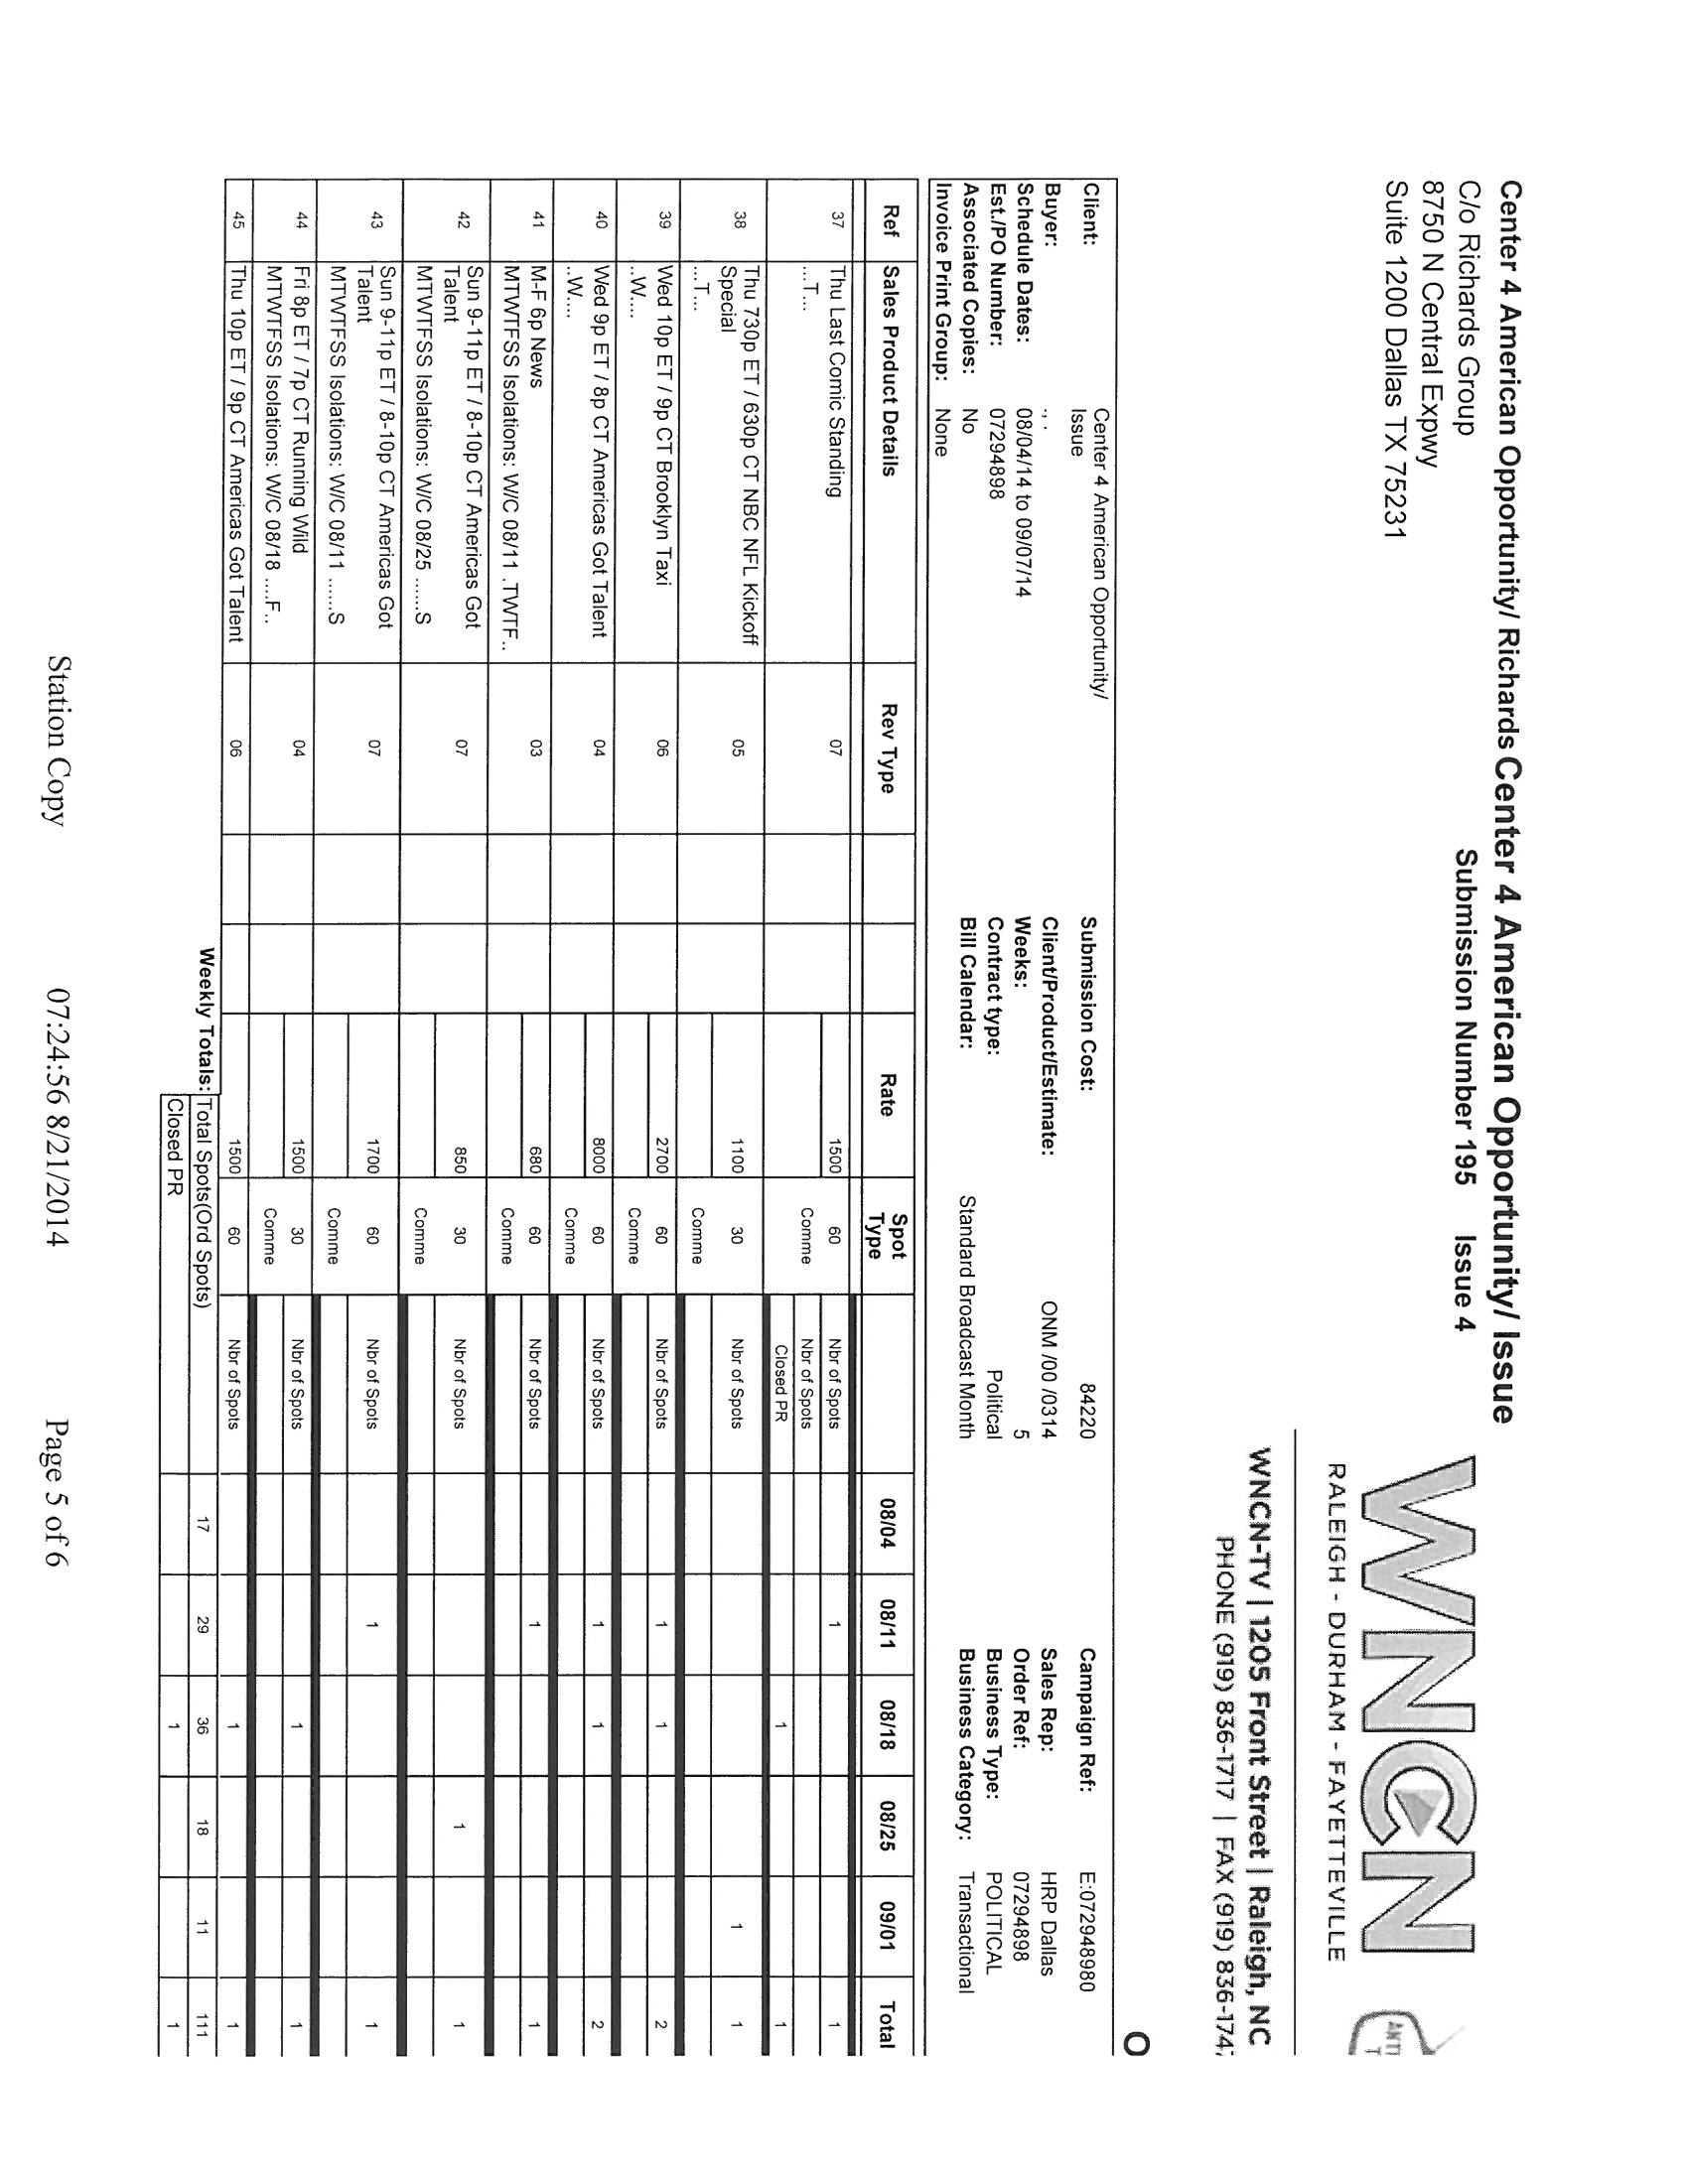 Center 4 American Opportunity/ Richards Center 4 American Opportunity/ Issue
C/o Richards Group
8750 N Central Expwy
Suite 1200 Dallas TX 75231
Submission Number 195 Issue 4
WNCN
RALEIGH - DURHAM - FAYETTEVILLE
WNCN-TV | 1205 Front Street | Raleigh, NC
PHONE (919) 836-1717 | FAX (919) 836-174
O
Client: Center 4 American Opportunity/ Issue Submission Cost: 84220 Campaign Ref: E:072948980
Buyer: ., . Client/Product/Estimate: ONM /00 /0314 Sales Rep: HRP Dallas
Schedule Dates: 08/04/14 to 09/07/14 Weeks: 5 Order Ref: 07294898
Est./PO Number: 07294898 Contract type: Political Business Type: POLITICAL
Associated Copies: No Bill Calendar: Standard Broadcast Month Business Category: Transactional
Invoice Print Group: None
Ref Sales Product Details Rev Type Rate Spot Type 08/04 08/11 08/18 08/25 09/01 Total
37 Thu Last Comic Standing 07 1500 60 Nbr of Spots 1 1
...T... Comme Nbr of Spots
Closed PR 1 1
38 Thu 730p ET / 630p CT NBC NFL Kickoff Special 05 1100 30 Nbr of Spots 1 1
...T... Comme
39 Wed 10p ET / 9p CT Brooklyn Taxi 06 2700 60 Nbr of Spots 1 1 2
..W.... Comme
40 Wed 9p ET / 8p CT Americas Got Talent 04 8000 60 Nbr of Spots 1 1 2
..W.... Comme
41 M-F 6p News 03 680 60 Nbr of Spots 1 1
MTWTFSS Isolations: W/C 08/11 .TWTF.. Comme
42 Sun 9-11p ET / 8-10p CT Americas Got Talent 07 850 30 Nbr of Spots 1 1
MTWTFSS Isolations: W/C 08/25 ......S Comme
43 Sun 9-11p ET / 8-10p CT Americas Got Talent 07 1700 60 Nbr of Spots 1 1
MTWTFSS Isolations: W/C 08/11 ......S Comme
44 Fri 8p ET / 7p CT Running Wild 04 1500 30 Nbr of Spots 1 1
MTWTFSS Isolations: W/C 08/18 ....F.. Comme
45 Thu 10p ET / 9p CT Americas Got Talent 06 1500 60 Nbr of Spots 1 1
Weekly Totals: Total Spots(Ord Spots) 17 29 36 18 11 111
Closed PR 1 1
Station Copy 07:24:56 8/21/2014 Page 5 of 6